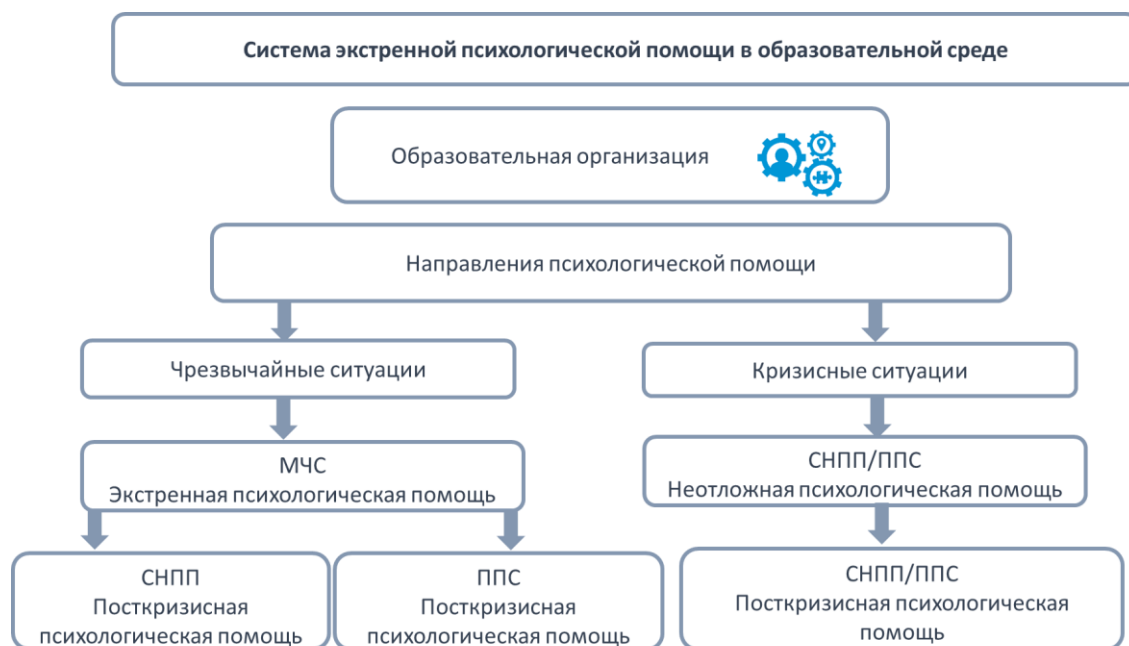 Система экстренной психологической помощи в образовательной среде
Образовательная организация
Направления психологической помощи
Чрезвычайные ситуации
Кризисные ситуации
МЧС
Экстренная психологическая помощь
СНПП/ППС
Неотложная психологическая помощь
СНПП
Посткризисная
психологическая помощь
ППС
Посткризисная
психологическая помощь
СНПП/ППС
Посткризисная психологическая
помощь